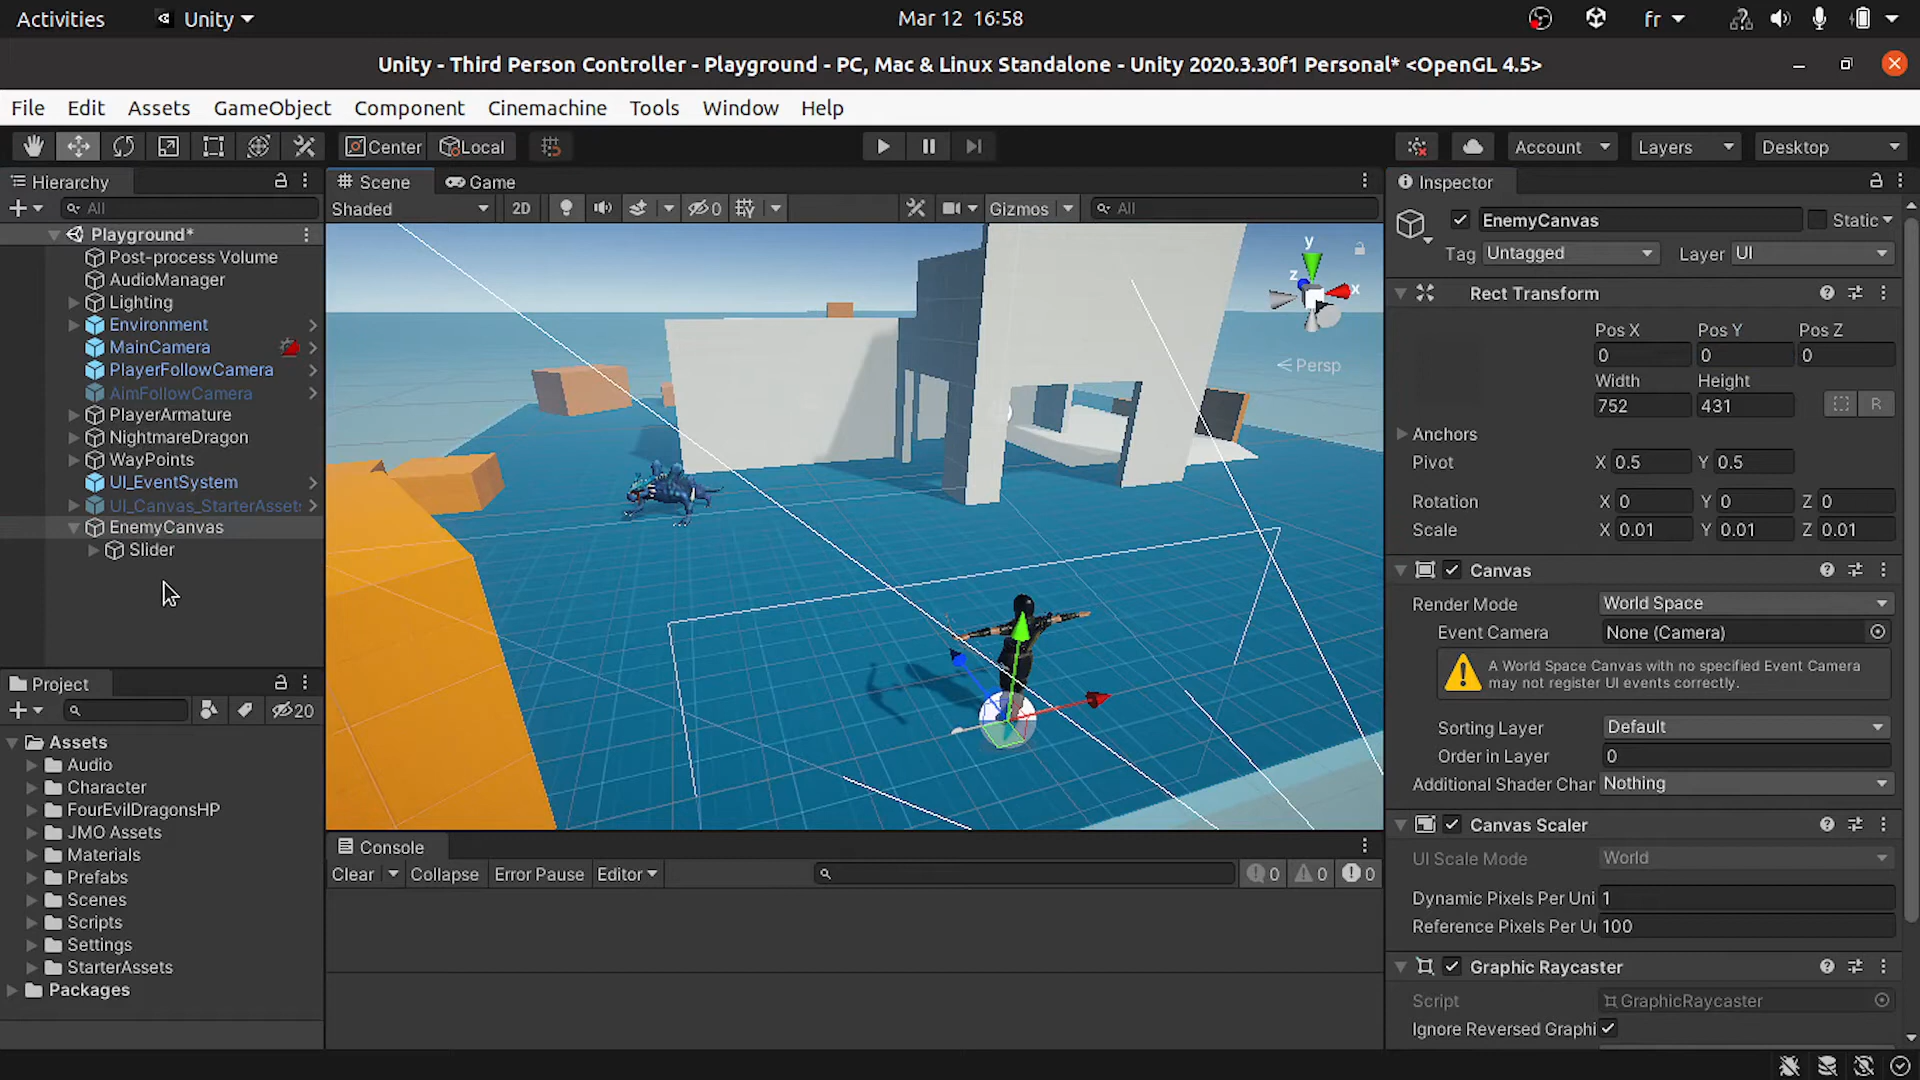 Activities
Unity
Mar 12 16:58
fr
Unity - Third Person Controller - Playground - PC, Mac & Linux Standalone - Unity 2020.3.30f1 Personal* <OpenGL 4.5>
File Edit Assets GameObject Component Cinemachine Tools Window Help
Center Local
Account Layers Desktop
Hierarchy
All
Playground*
Post-process Volume
AudioManager
Lighting
Environment
MainCamera
PlayerFollowCamera
AimFollowCamera
PlayerArmature
NightmareDragon
WayPoints
UI_EventSystem
UI_Canvas_StarterAssets
EnemyCanvas
Slider
Scene Game
Shaded 2D 0 Gizmos All
y
z x
Persp
Project
20
Assets
Audio
Character
FourEvilDragonsHP
JMO Assets
Materials
Prefabs
Scenes
Scripts
Settings
StarterAssets
Packages
Console
Clear Collapse Error Pause Editor 0 0 0
Inspector
EnemyCanvas Static
Tag Untagged Layer UI
Rect Transform
Pos X Pos Y Pos Z
0 0 0
Width Height
752 431 R
Anchors
Pivot X 0.5 Y 0.5
Rotation X 0 Y 0 Z 0
Scale X 0.01 Y 0.01 Z 0.01
Canvas
Render Mode World Space
Event Camera None (Camera)
A World Space Canvas with no specified Event Camera
may not register UI events correctly.
Sorting Layer Default
Order in Layer 0
Additional Shader Char Nothing
Canvas Scaler
UI Scale Mode World
Dynamic Pixels Per Uni 1
Reference Pixels Per Ur 100
Graphic Raycaster
Script GraphicRaycaster
Ignore Reversed Graphi